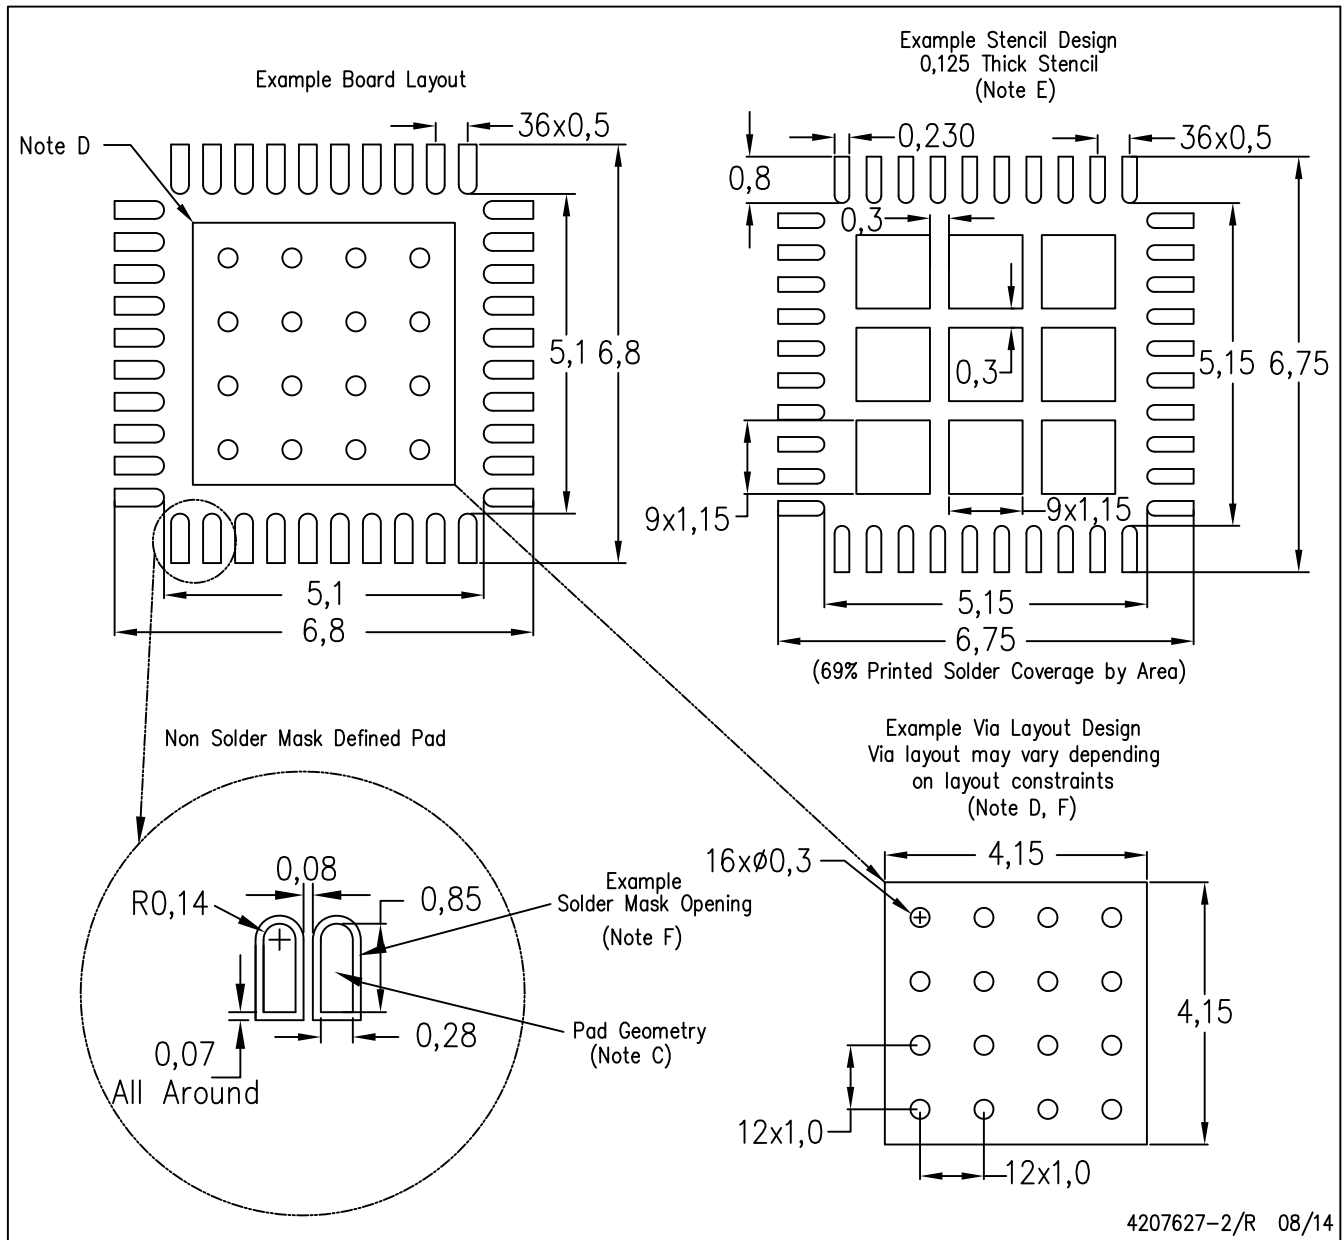 Example Board Layout
Note D
36x0,5
5,1
6,8
5,1
6,8
Example Stencil Design
0,125 Thick Stencil
(Note E)
0,230
36x0,5
0,8
0,3
0,3
5,15
6,75
9x1,15
9x1,15
5,15
6,75
(69% Printed Solder Coverage by Area)
Non Solder Mask Defined Pad
0,08
R0,14
0,85
Example
Solder Mask Opening
(Note F)
0,28
Pad Geometry
(Note C)
0,07
All Around
Example Via Layout Design
Via layout may vary depending
on layout constraints
(Note D, F)
16xø0,3
4,15
4,15
12x1,0
12x1,0
4207627-2/R 08/14